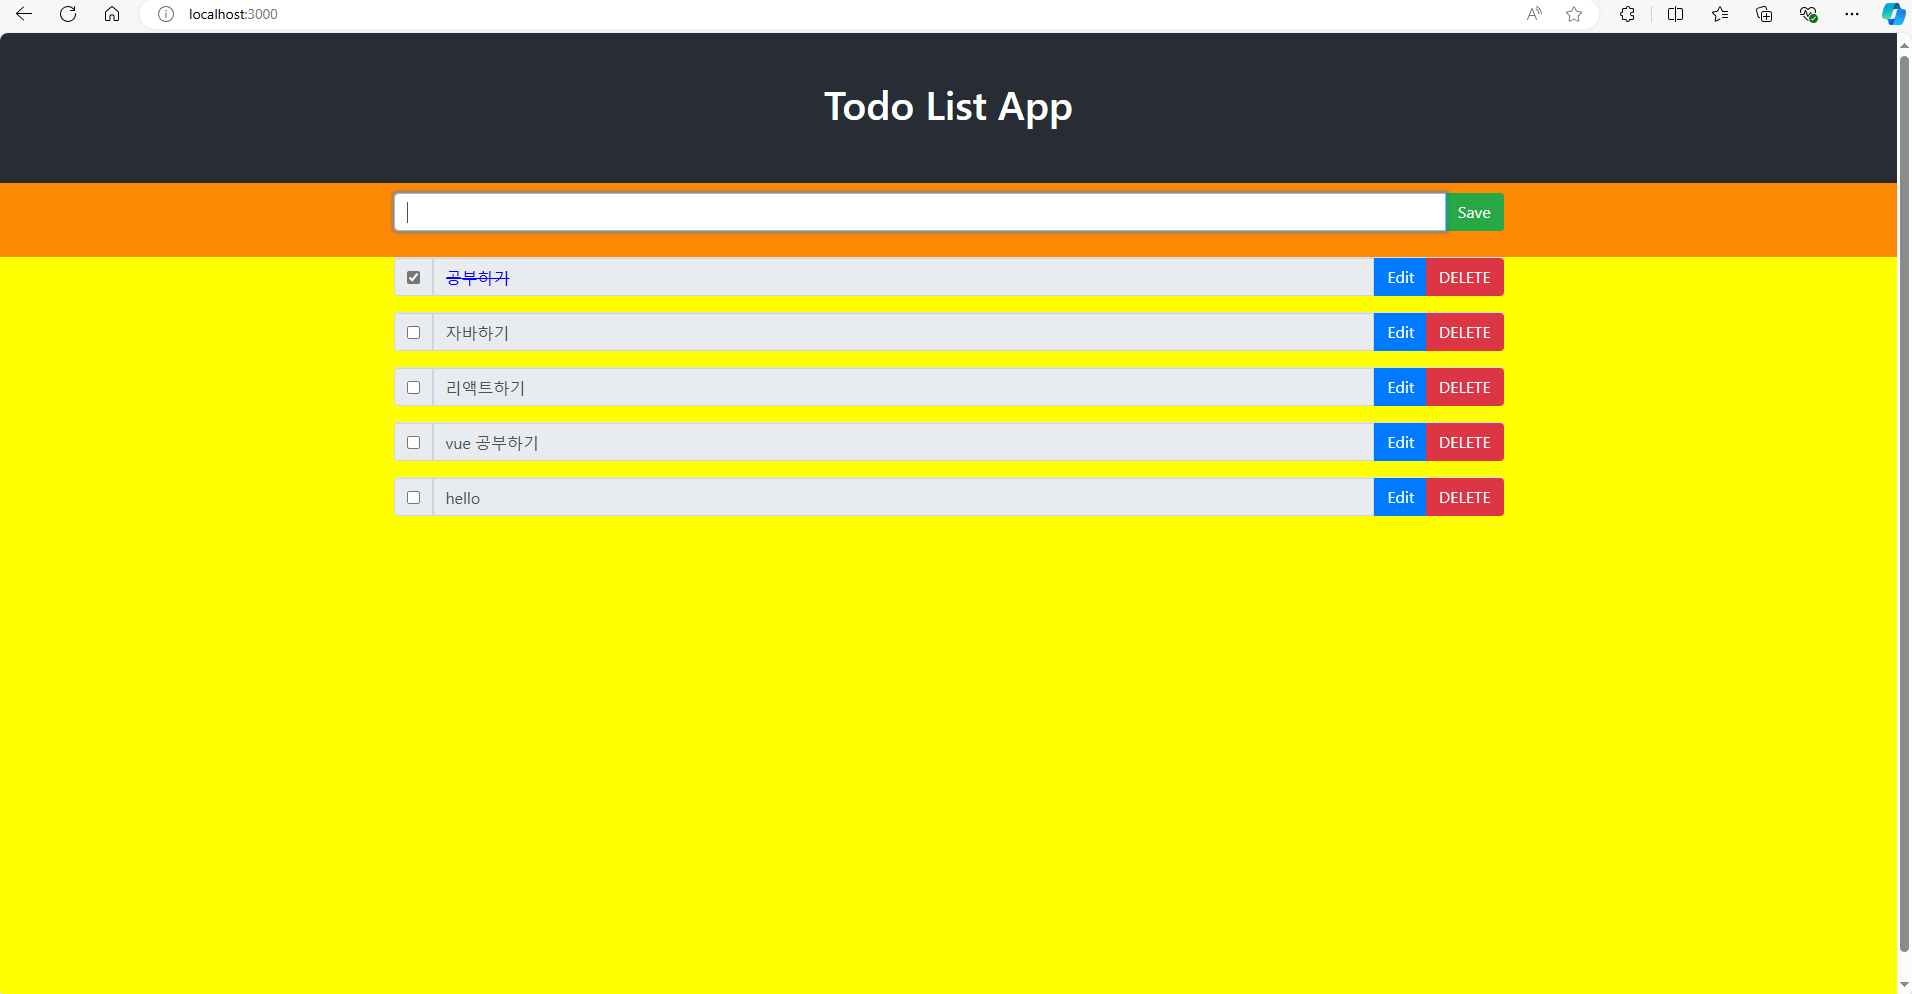 localhost:3000
Todo List App
Save
공부하기 Edit DELETE
자바하기 Edit DELETE
리액트하기 Edit DELETE
vue 공부하기 Edit DELETE
hello Edit DELETE